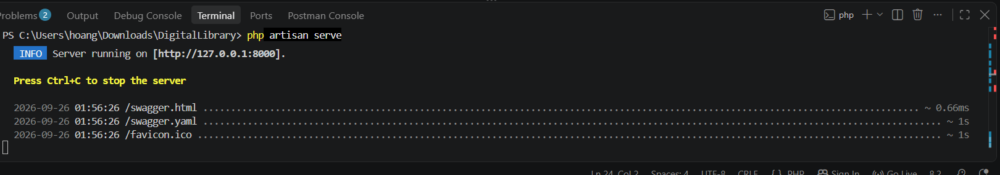 Problems 2 Output Debug Console Terminal Ports Postman Console php
PS C:\Users\hoang\Downloads\DigitalLibrary> php artisan serve
INFO Server running on [http://127.0.0.1:8000].
Press Ctrl+C to stop the server
2026-09-26 01:56:26 /swagger.html ~ 0.66ms
2026-09-26 01:56:26 /swagger.yaml ~ 1s
2026-09-26 01:56:26 /favicon.ico ~ 1s
Ln 24, Col 2 Spaces: 4 UTF-8 CRLF { } PHP Sign In Go Live 8.2